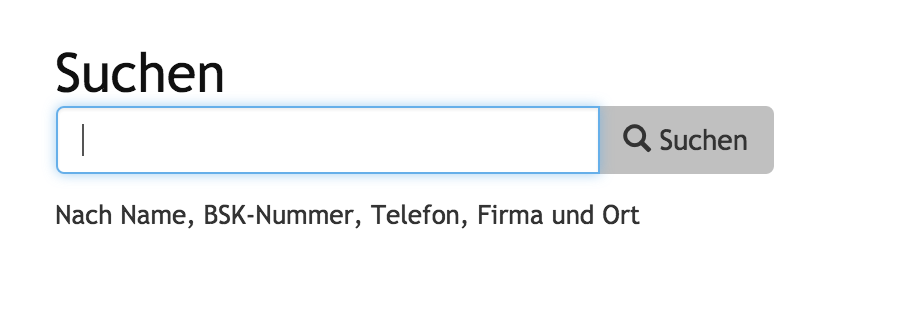 Suchen
Suchen
Nach Name, BSK-Nummer, Telefon, Firma und Ort